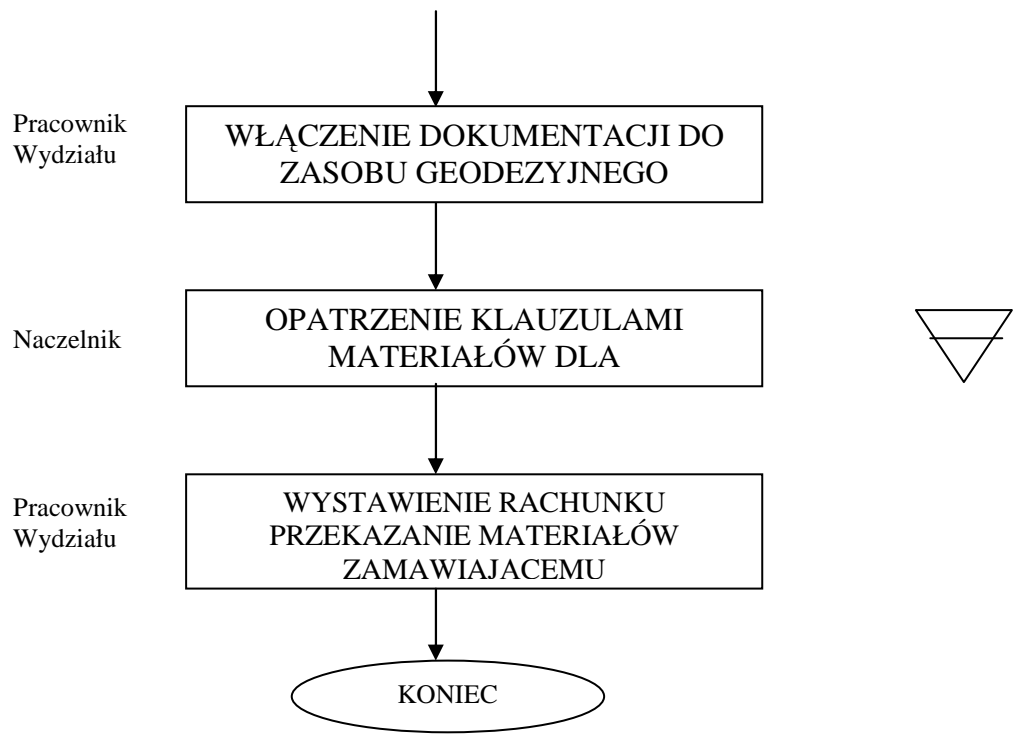 Pracownik
Wydziału
WŁĄCZENIE DOKUMENTACJI DO
ZASOBU GEODEZYJNEGO
Naczelnik
OPATRZENIE KLAUZULAMI
MATERIAŁÓW DLA
Pracownik
Wydziału
WYSTAWIENIE RACHUNKU
PRZEKAZANIE MATERIAŁÓW
ZAMAWIAJACEMU
KONIEC